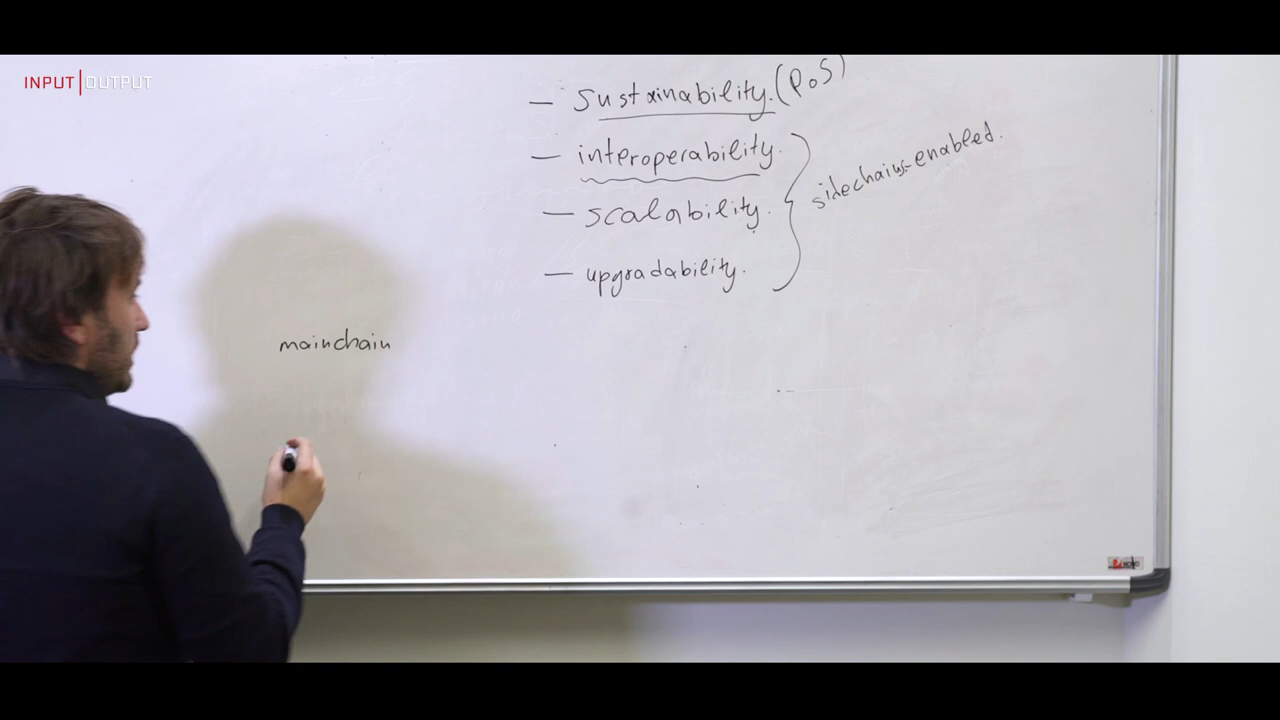 INPUT|OUTPUT
— Sustainability. (PoS)
— interoperability.
— scalability.
— upgradability.
sidechains-enabled.
mainchain